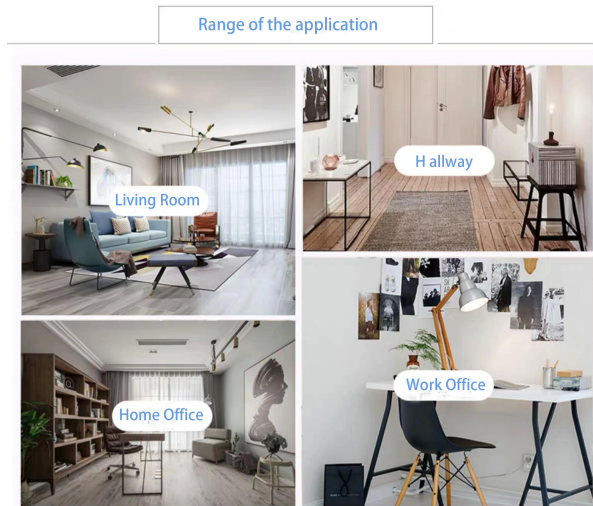 Range of the application
Living Room
H allway
Home Office
Work Office